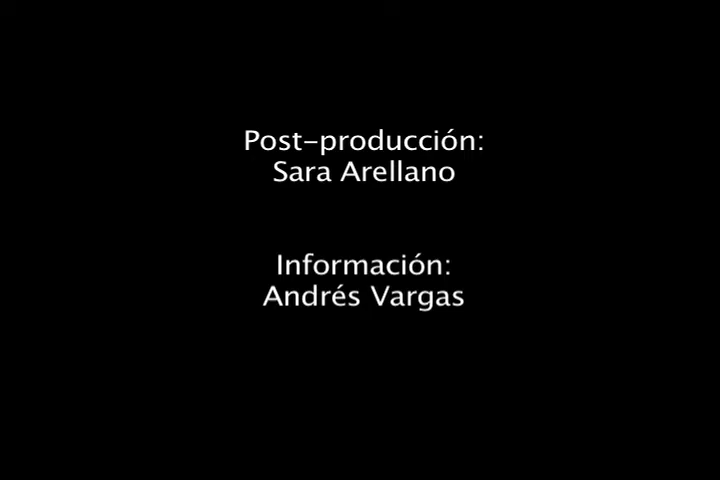 Post-producción:
Sara Arellano
Información:
Andrés Vargas